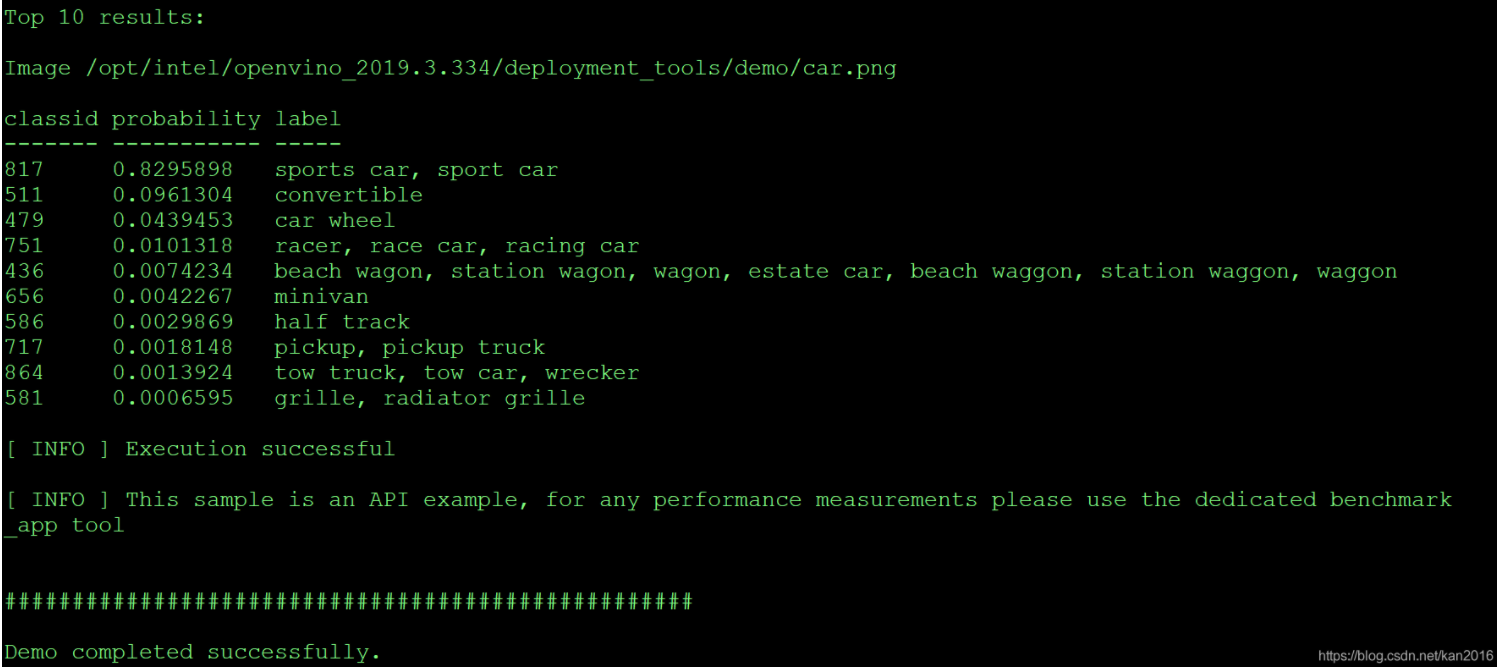 Top 10 results:
Image /opt/intel/openvino_2019.3.334/deployment_tools/demo/car.png
classid probability label
------- ----------- -----
817     0.8295898   sports car, sport car
511     0.0961304   convertible
479     0.0439453   car wheel
751     0.0101318   racer, race car, racing car
436     0.0074234   beach wagon, station wagon, wagon, estate car, beach waggon, station waggon, waggon
656     0.0042267   minivan
586     0.0029869   half track
717     0.0018148   pickup, pickup truck
864     0.0013924   tow truck, tow car, wrecker
581     0.0006595   grille, radiator grille
[ INFO ] Execution successful
[ INFO ] This sample is an API example, for any performance measurements please use the dedicated benchmark
_app tool
###################################################
Demo completed successfully.
https://blog.csdn.net/kan2016